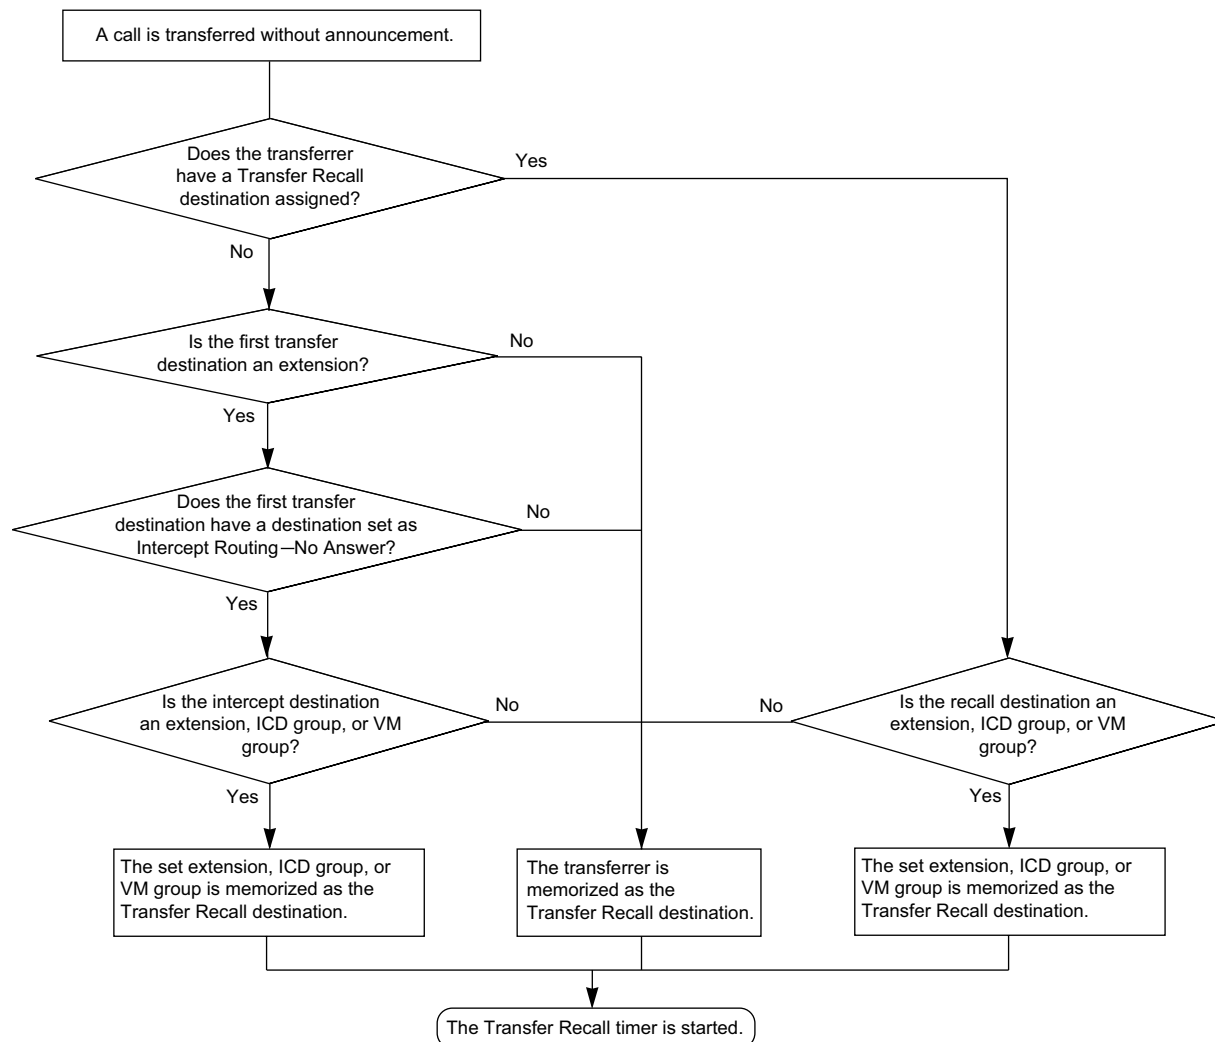 A call is transferred without announcement.
Does the transferrer
have a Transfer Recall
destination assigned?
Yes
No
Is the first transfer
destination an extension?
No
Yes
Does the first transfer
destination have a destination set as
Intercept Routing—No Answer?
No
Yes
Is the intercept destination
an extension, ICD group, or VM
group?
No
No
Is the recall destination an
extension, ICD group, or VM
group?
Yes
Yes
The set extension, ICD group, or
VM group is memorized as the
Transfer Recall destination.
The transferrer is
memorized as the
Transfer Recall destination.
The set extension, ICD group, or
VM group is memorized as the
Transfer Recall destination.
The Transfer Recall timer is started.